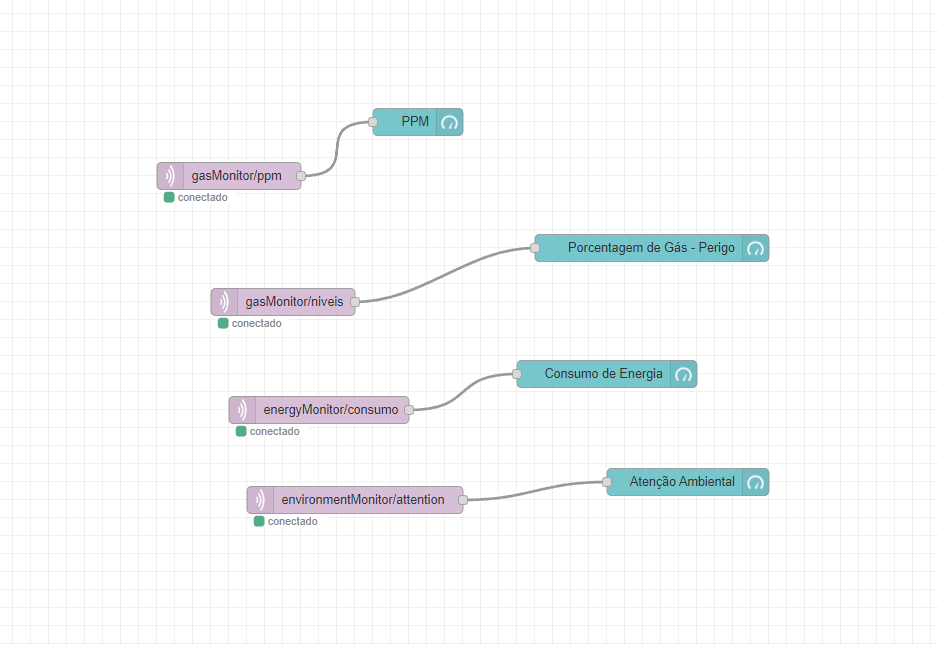 PPM
gasMonitor/ppm
conectado
Porcentagem de Gás - Perigo
gasMonitor/niveis
conectado
Consumo de Energia
energyMonitor/consumo
conectado
Atenção Ambiental
environmentMonitor/attention
conectado